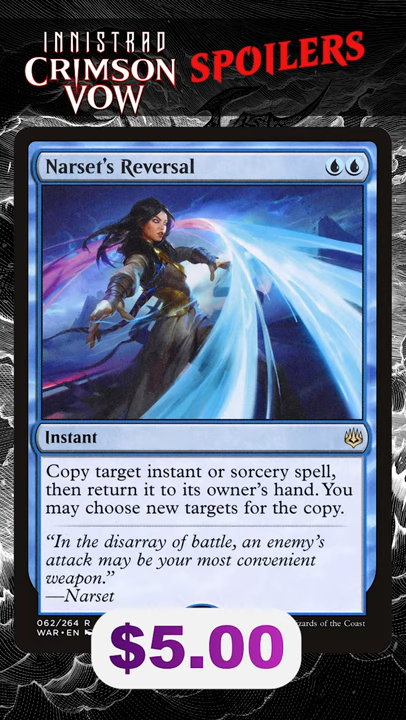 INNISTRAD
CRIMSON
VOW
SPOILERS
Narset's Reversal
Instant
Copy target instant or sorcery spell,
then return it to its owner's hand. You
may choose new targets for the copy.
“In the disarray of battle, an enemy's
attack may be your most convenient
weapon.”
—Narset
062/264 R
WAR • EN
zards of the Coast
$5.00